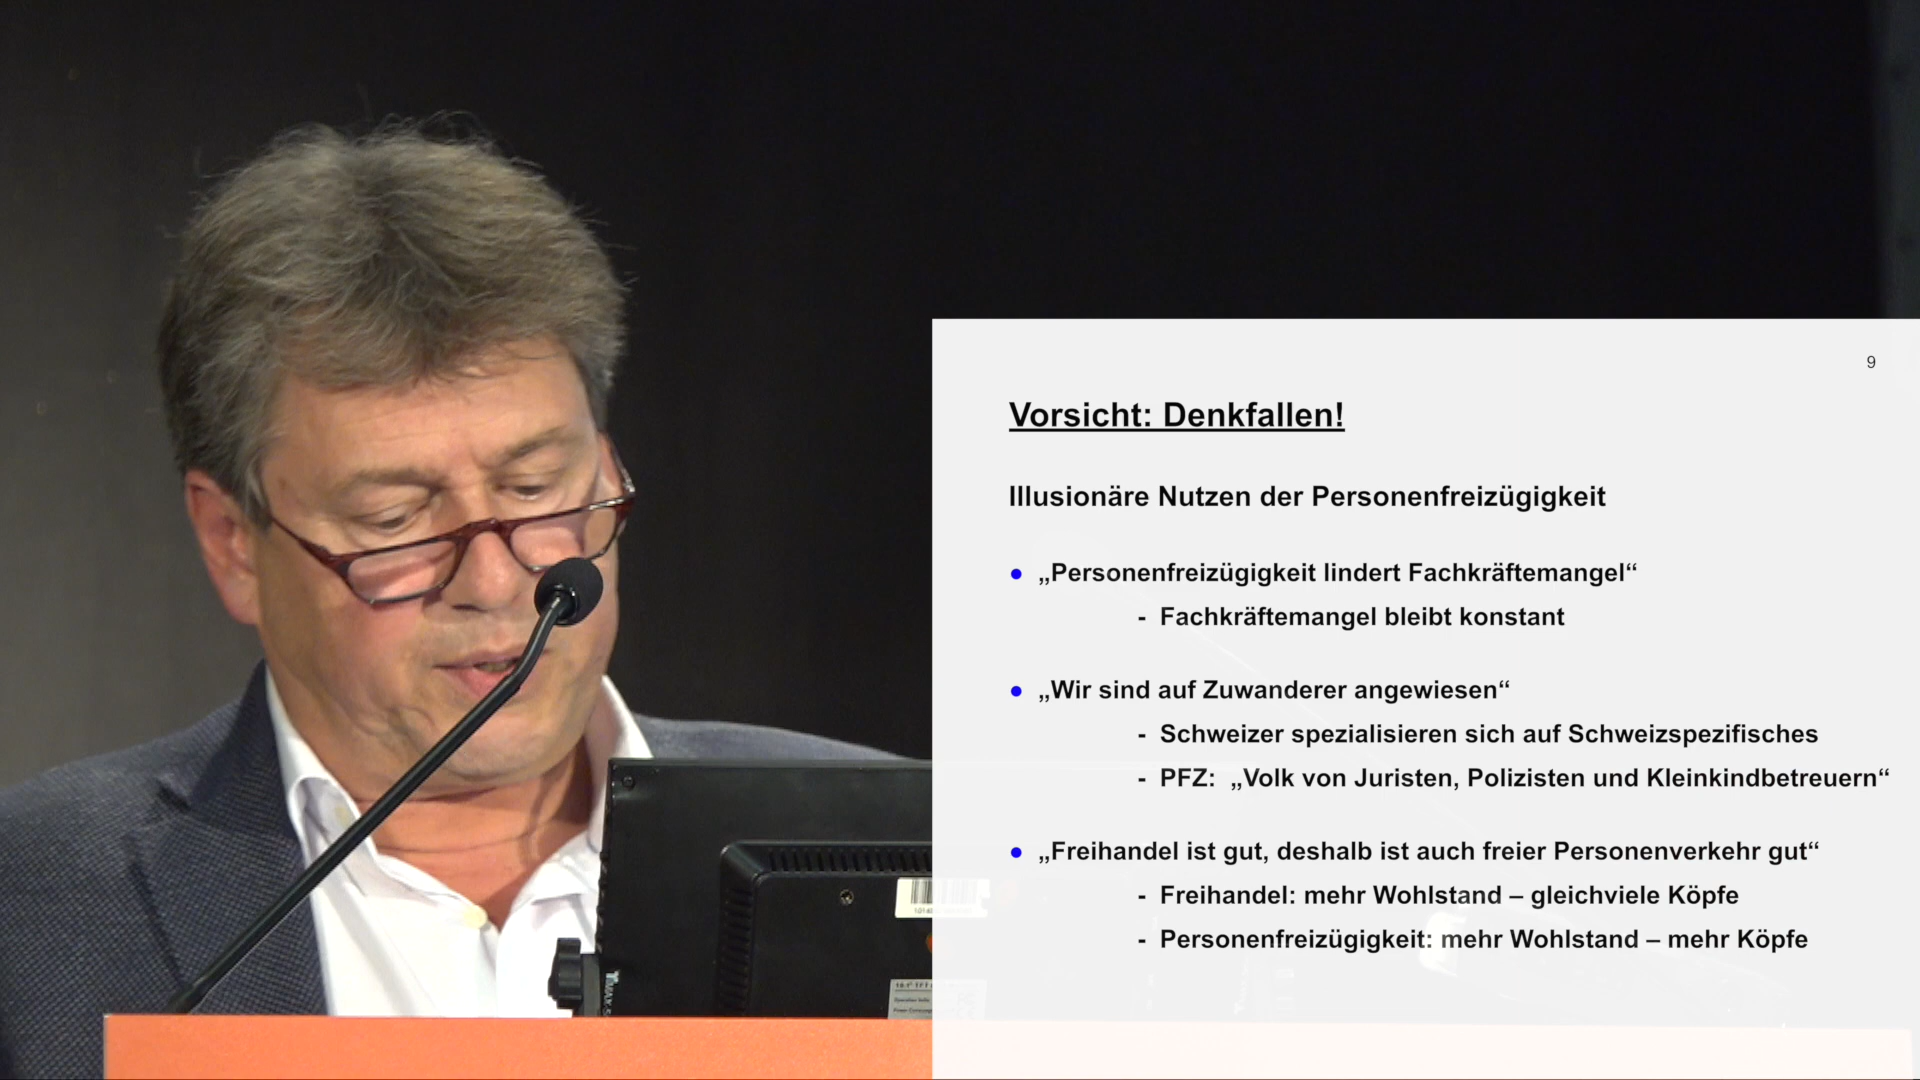 9
Vorsicht: Denkfallen!
Illusionäre Nutzen der Personenfreizügigkeit
● „Personenfreizügigkeit lindert Fachkräftemangel“
- Fachkräftemangel bleibt konstant
● „Wir sind auf Zuwanderer angewiesen“
- Schweizer spezialisieren sich auf Schweizspezifisches
- PFZ: „Volk von Juristen, Polizisten und Kleinkindbetreuern“
● „Freihandel ist gut, deshalb ist auch freier Personenverkehr gut“
- Freihandel: mehr Wohlstand – gleichviele Köpfe
- Personenfreizügigkeit: mehr Wohlstand – mehr Köpfe